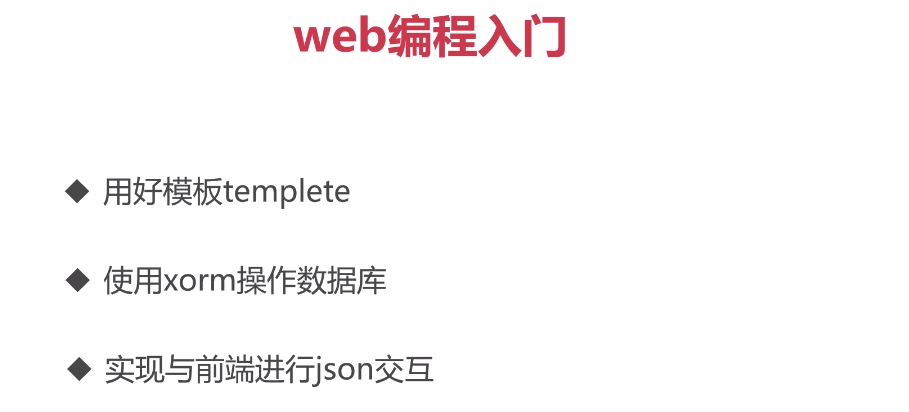 web编程入门
◆ 用好模板templete
◆ 使用xorm操作数据库
◆ 实现与前端进行json交互